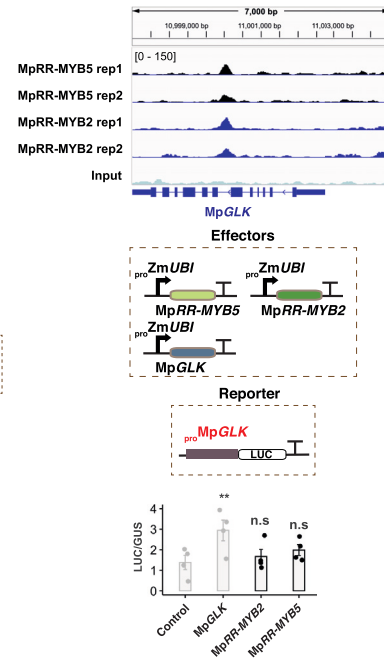 7,000 bp
10,999,000 bp 11,001,000 bp 11,013,000 bp
[0 - 150]
MpRR-MYB5 rep1
MpRR-MYB5 rep2
MpRR-MYB2 rep1
MpRR-MYB2 rep2
Input
MpGLK
Effectors
proZmUBI proZmUBI
MpRR-MYB5 MpRR-MYB2
proZmUBI
MpGLK
Reporter
proMpGLK
LUC
LUC/GUS
4
3
2
1
0
** n.s n.s
Control MpGLK MpRR-MYB2 MpRR-MYB5